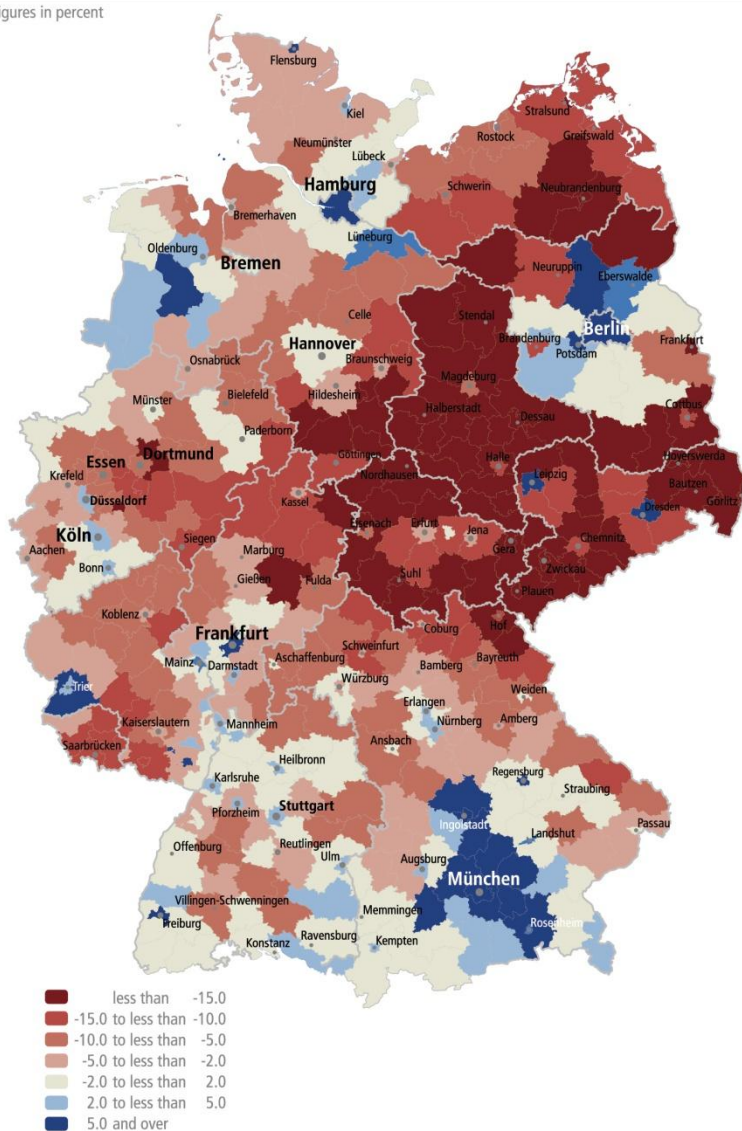 igures in percent
Flensburg
Kiel
Stralsund
Rostock
Greifswald
Neumünster
Lübeck
Hamburg
Schwerin
Neubrandenburg
Bremerhaven
Lüneburg
Oldenburg
Bremen
Neuruppin
Eberswalde
Celle
Stendal
Berlin
Hannover
Brandenburg
Potsdam
Frankfurt
Osnabrück
Braunschweig
Magdeburg
Münster
Bielefeld
Hildesheim
Halberstadt
Dessau
Cottbus
Paderborn
Dortmund
Essen
Göttingen
Halle
Hoyerswerda
Krefeld
Nordhausen
Leipzig
Bautzen
Düsseldorf
Kassel
Görlitz
Dresden
Köln
Eisenach
Erfurt
Jena
Chemnitz
Siegen
Gera
Aachen
Marburg
Zwickau
Bonn
Gießen
Fulda
Suhl
Plauen
Koblenz
Hof
Frankfurt
Coburg
Schweinfurt
Mainz
Aschaffenburg
Bamberg
Bayreuth
Darmstadt
Trier
Würzburg
Weiden
Erlangen
Kaiserslautern
Mannheim
Nürnberg
Amberg
Saarbrücken
Ansbach
Heilbronn
Regensburg
Karlsruhe
Straubing
Pforzheim
Stuttgart
Ingolstadt
Passau
Landshut
Offenburg
Reutlingen
Ulm
Augsburg
München
Villingen-Schwenningen
Memmingen
Freiburg
Rosenheim
Konstanz
Ravensburg
Kempten
less than -15.0
-15.0 to less than -10.0
-10.0 to less than -5.0
-5.0 to less than -2.0
-2.0 to less than 2.0
2.0 to less than 5.0
5.0 and over